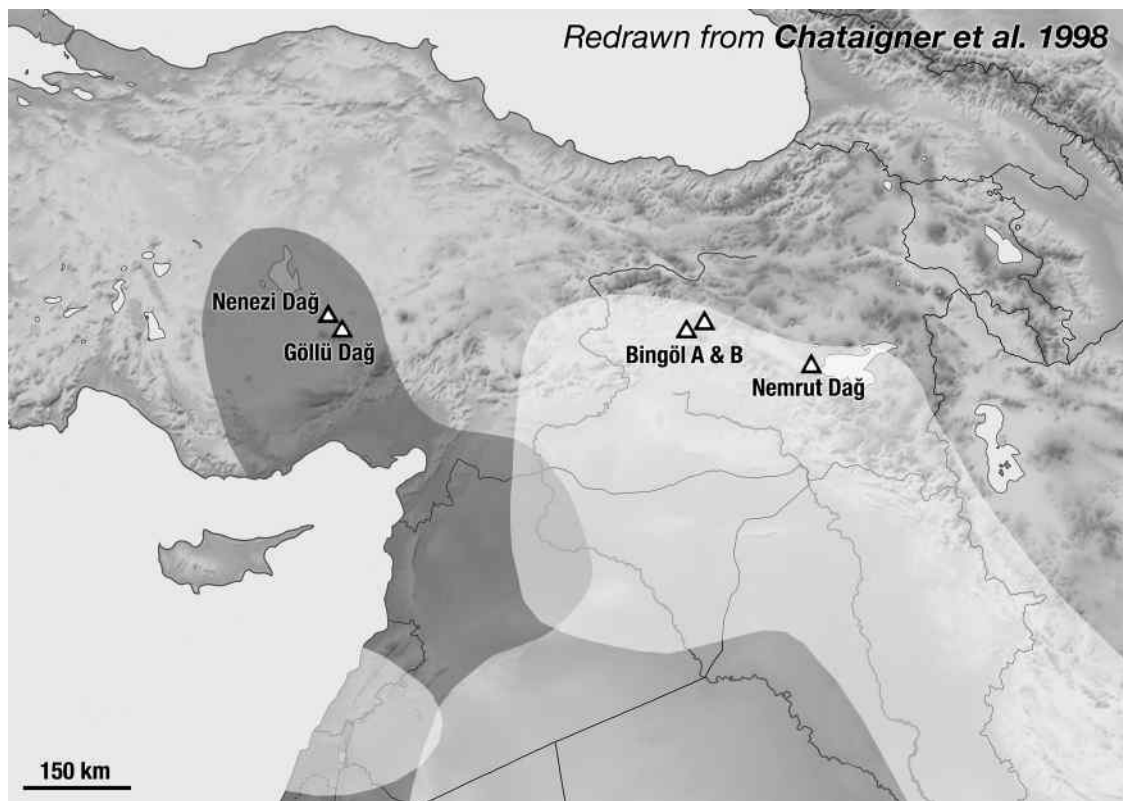 Redrawn from Chataigner et al. 1998
Nenezi Dağ
Göllü Dağ
Bingöl A & B
Nemrut Dağ
150 km